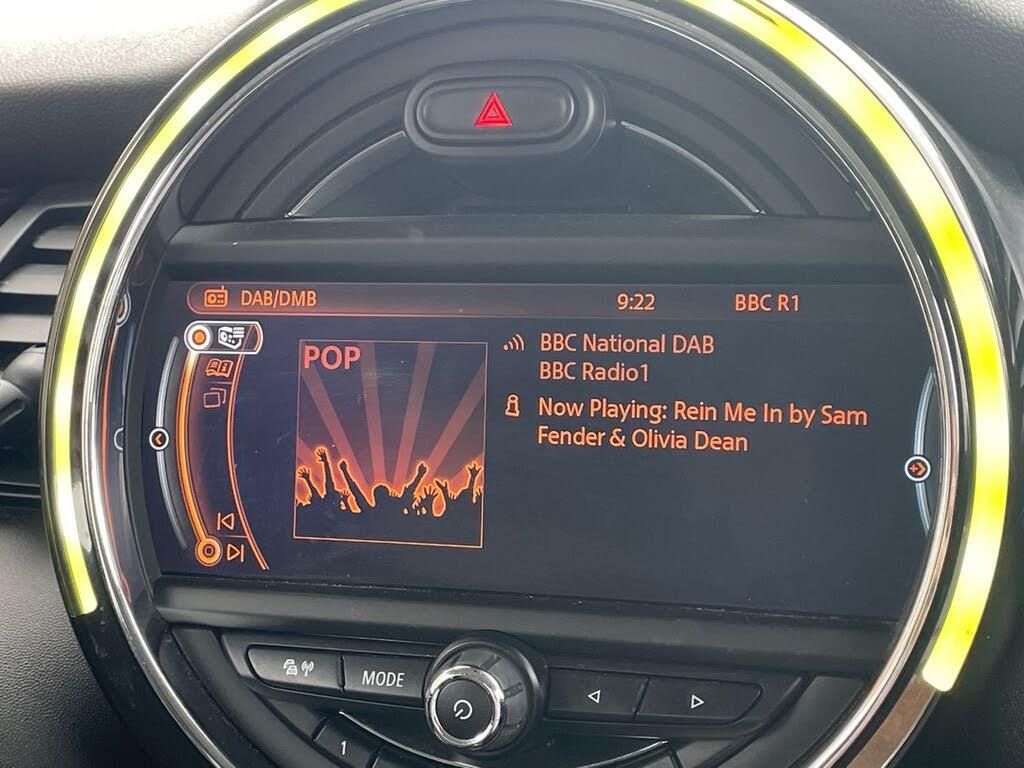 DAB/DMB 9:22 BBC R1
POP
BBC National DAB
BBC Radio1
Now Playing: Rein Me In by Sam
Fender & Olivia Dean
MODE
1